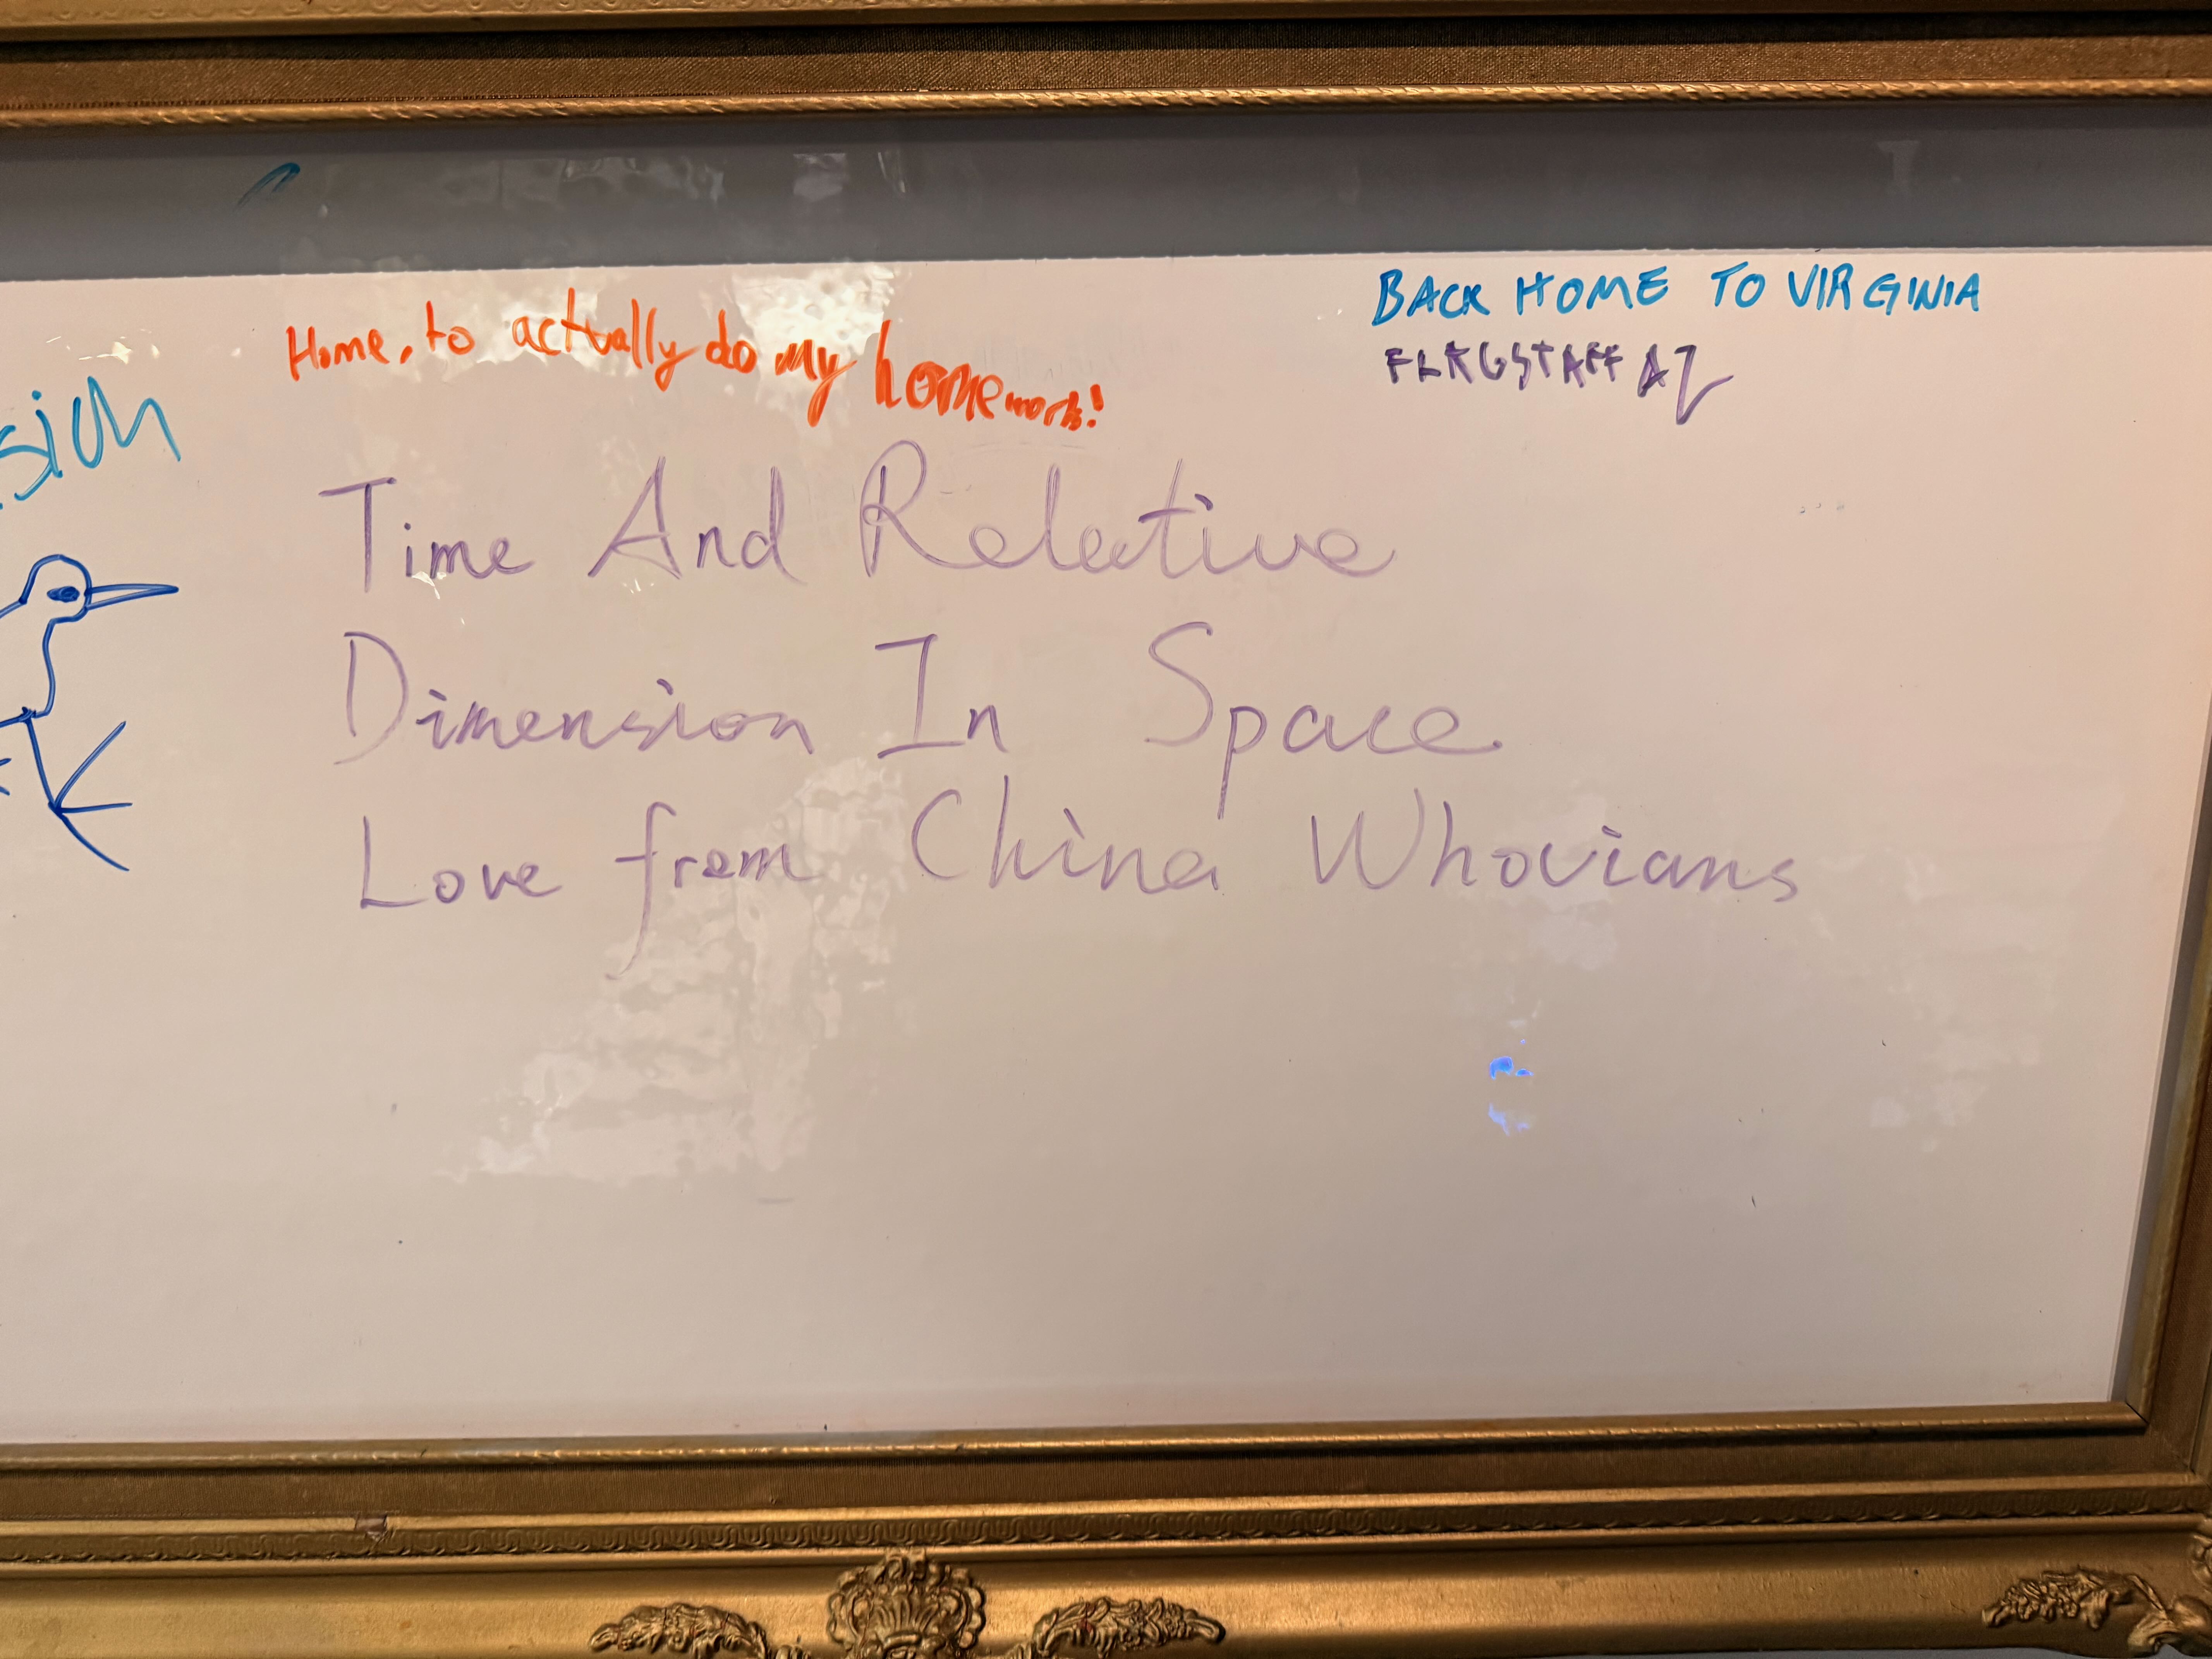 Home, to actually do my homework!
BACK HOME TO VIRGINIA
FLAGSTAFF AZ
Time And Relative
Dimension In Space
Love from China Whovians